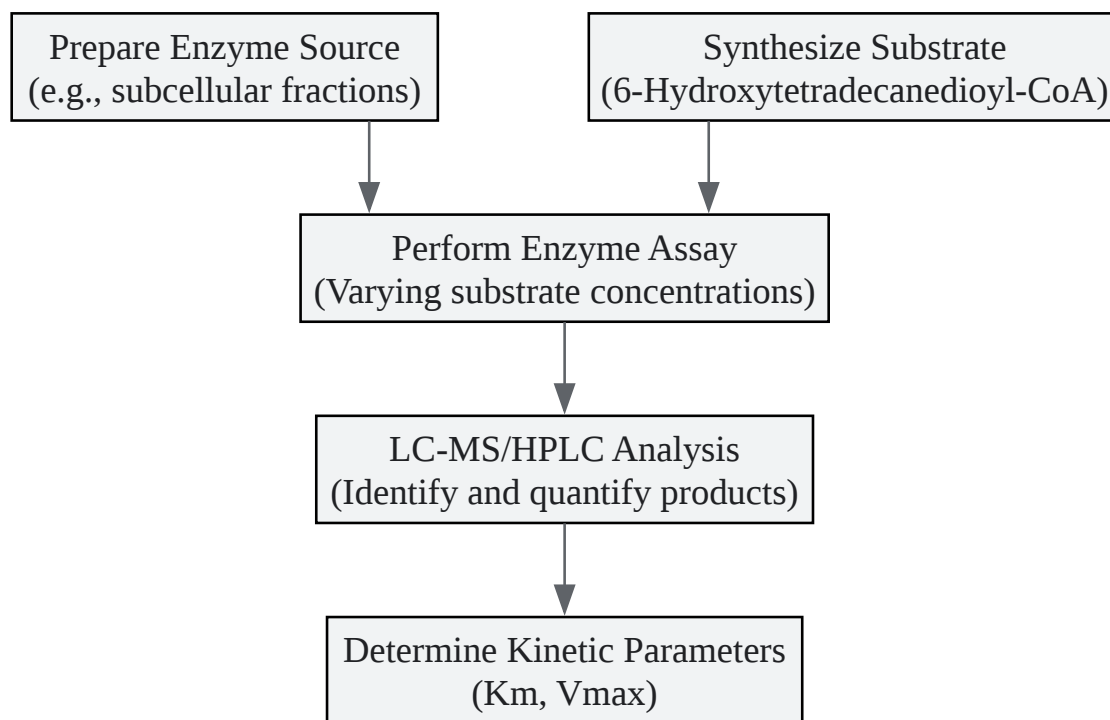 Prepare Enzyme Source
(e.g., subcellular fractions)
Synthesize Substrate
(6-Hydroxytetradecanedioyl-CoA)
Perform Enzyme Assay
(Varying substrate concentrations)
LC-MS/HPLC Analysis
(Identify and quantify products)
Determine Kinetic Parameters
(Km, Vmax)